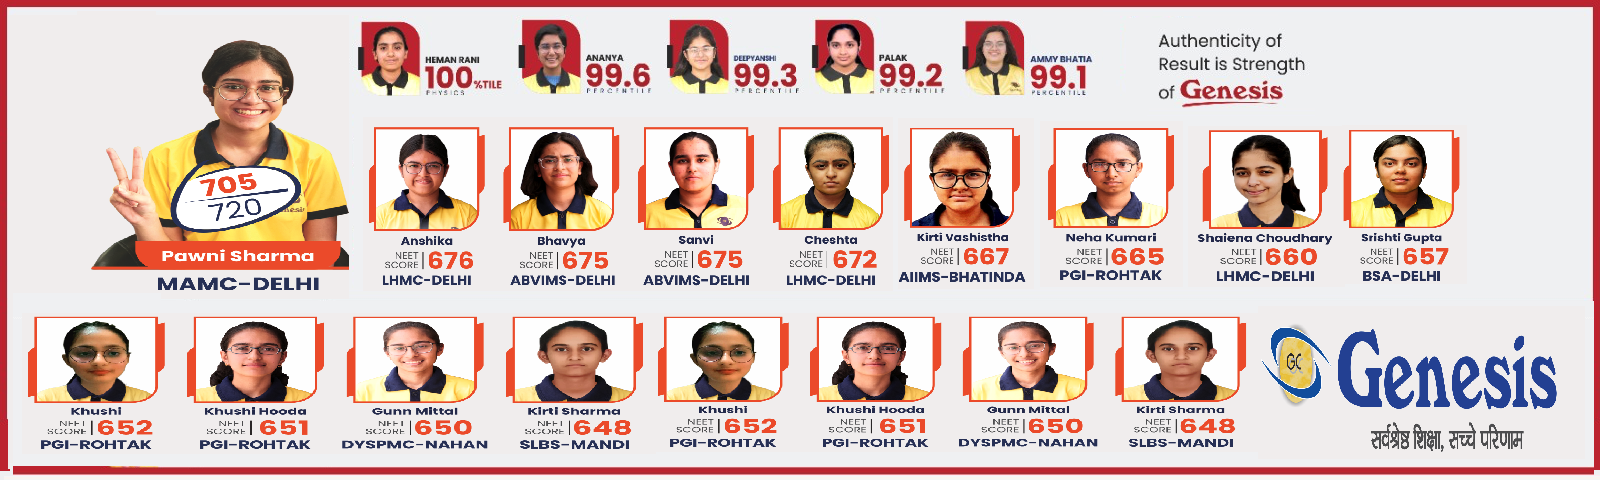 705
720
Genesis
Pawni Sharma
MAMC-DELHI
HEMAN RANI
100%TILE
PHYSICS
ANANYA
99.6
PERCENTILE
DEEPYANSHI
99.3
PERCENTILE
PALAK
99.2
PERCENTILE
AMMY BHATIA
99.1
PERCENTILE
Authenticity of
Result is Strength
of Genesis
Anshika
NEET SCORE | 676
LHMC-DELHI
Bhavya
NEET SCORE | 675
ABVIMS-DELHI
Sanvi
NEET SCORE | 675
ABVIMS-DELHI
Cheshta
NEET SCORE | 672
LHMC-DELHI
Kirti Vashistha
NEET SCORE | 667
AIIMS-BHATINDA
Neha Kumari
NEET SCORE | 665
PGI-ROHTAK
Shaiena Choudhary
NEET SCORE | 660
LHMC-DELHI
Srishti Gupta
NEET SCORE | 657
BSA-DELHI
Khushi
NEET SCORE | 652
PGI-ROHTAK
Khushi Hooda
NEET SCORE | 651
PGI-ROHTAK
Gunn Mittal
NEET SCORE | 650
DYSPMC-NAHAN
Kirti Sharma
NEET SCORE | 648
SLBS-MANDI
Khushi
NEET SCORE | 652
PGI-ROHTAK
Khushi Hooda
NEET SCORE | 651
PGI-ROHTAK
Gunn Mittal
NEET SCORE | 650
DYSPMC-NAHAN
Kirti Sharma
NEET SCORE | 648
SLBS-MANDI
GC
Genesis
सर्वश्रेष्ठ शिक्षा, सच्चे परिणाम